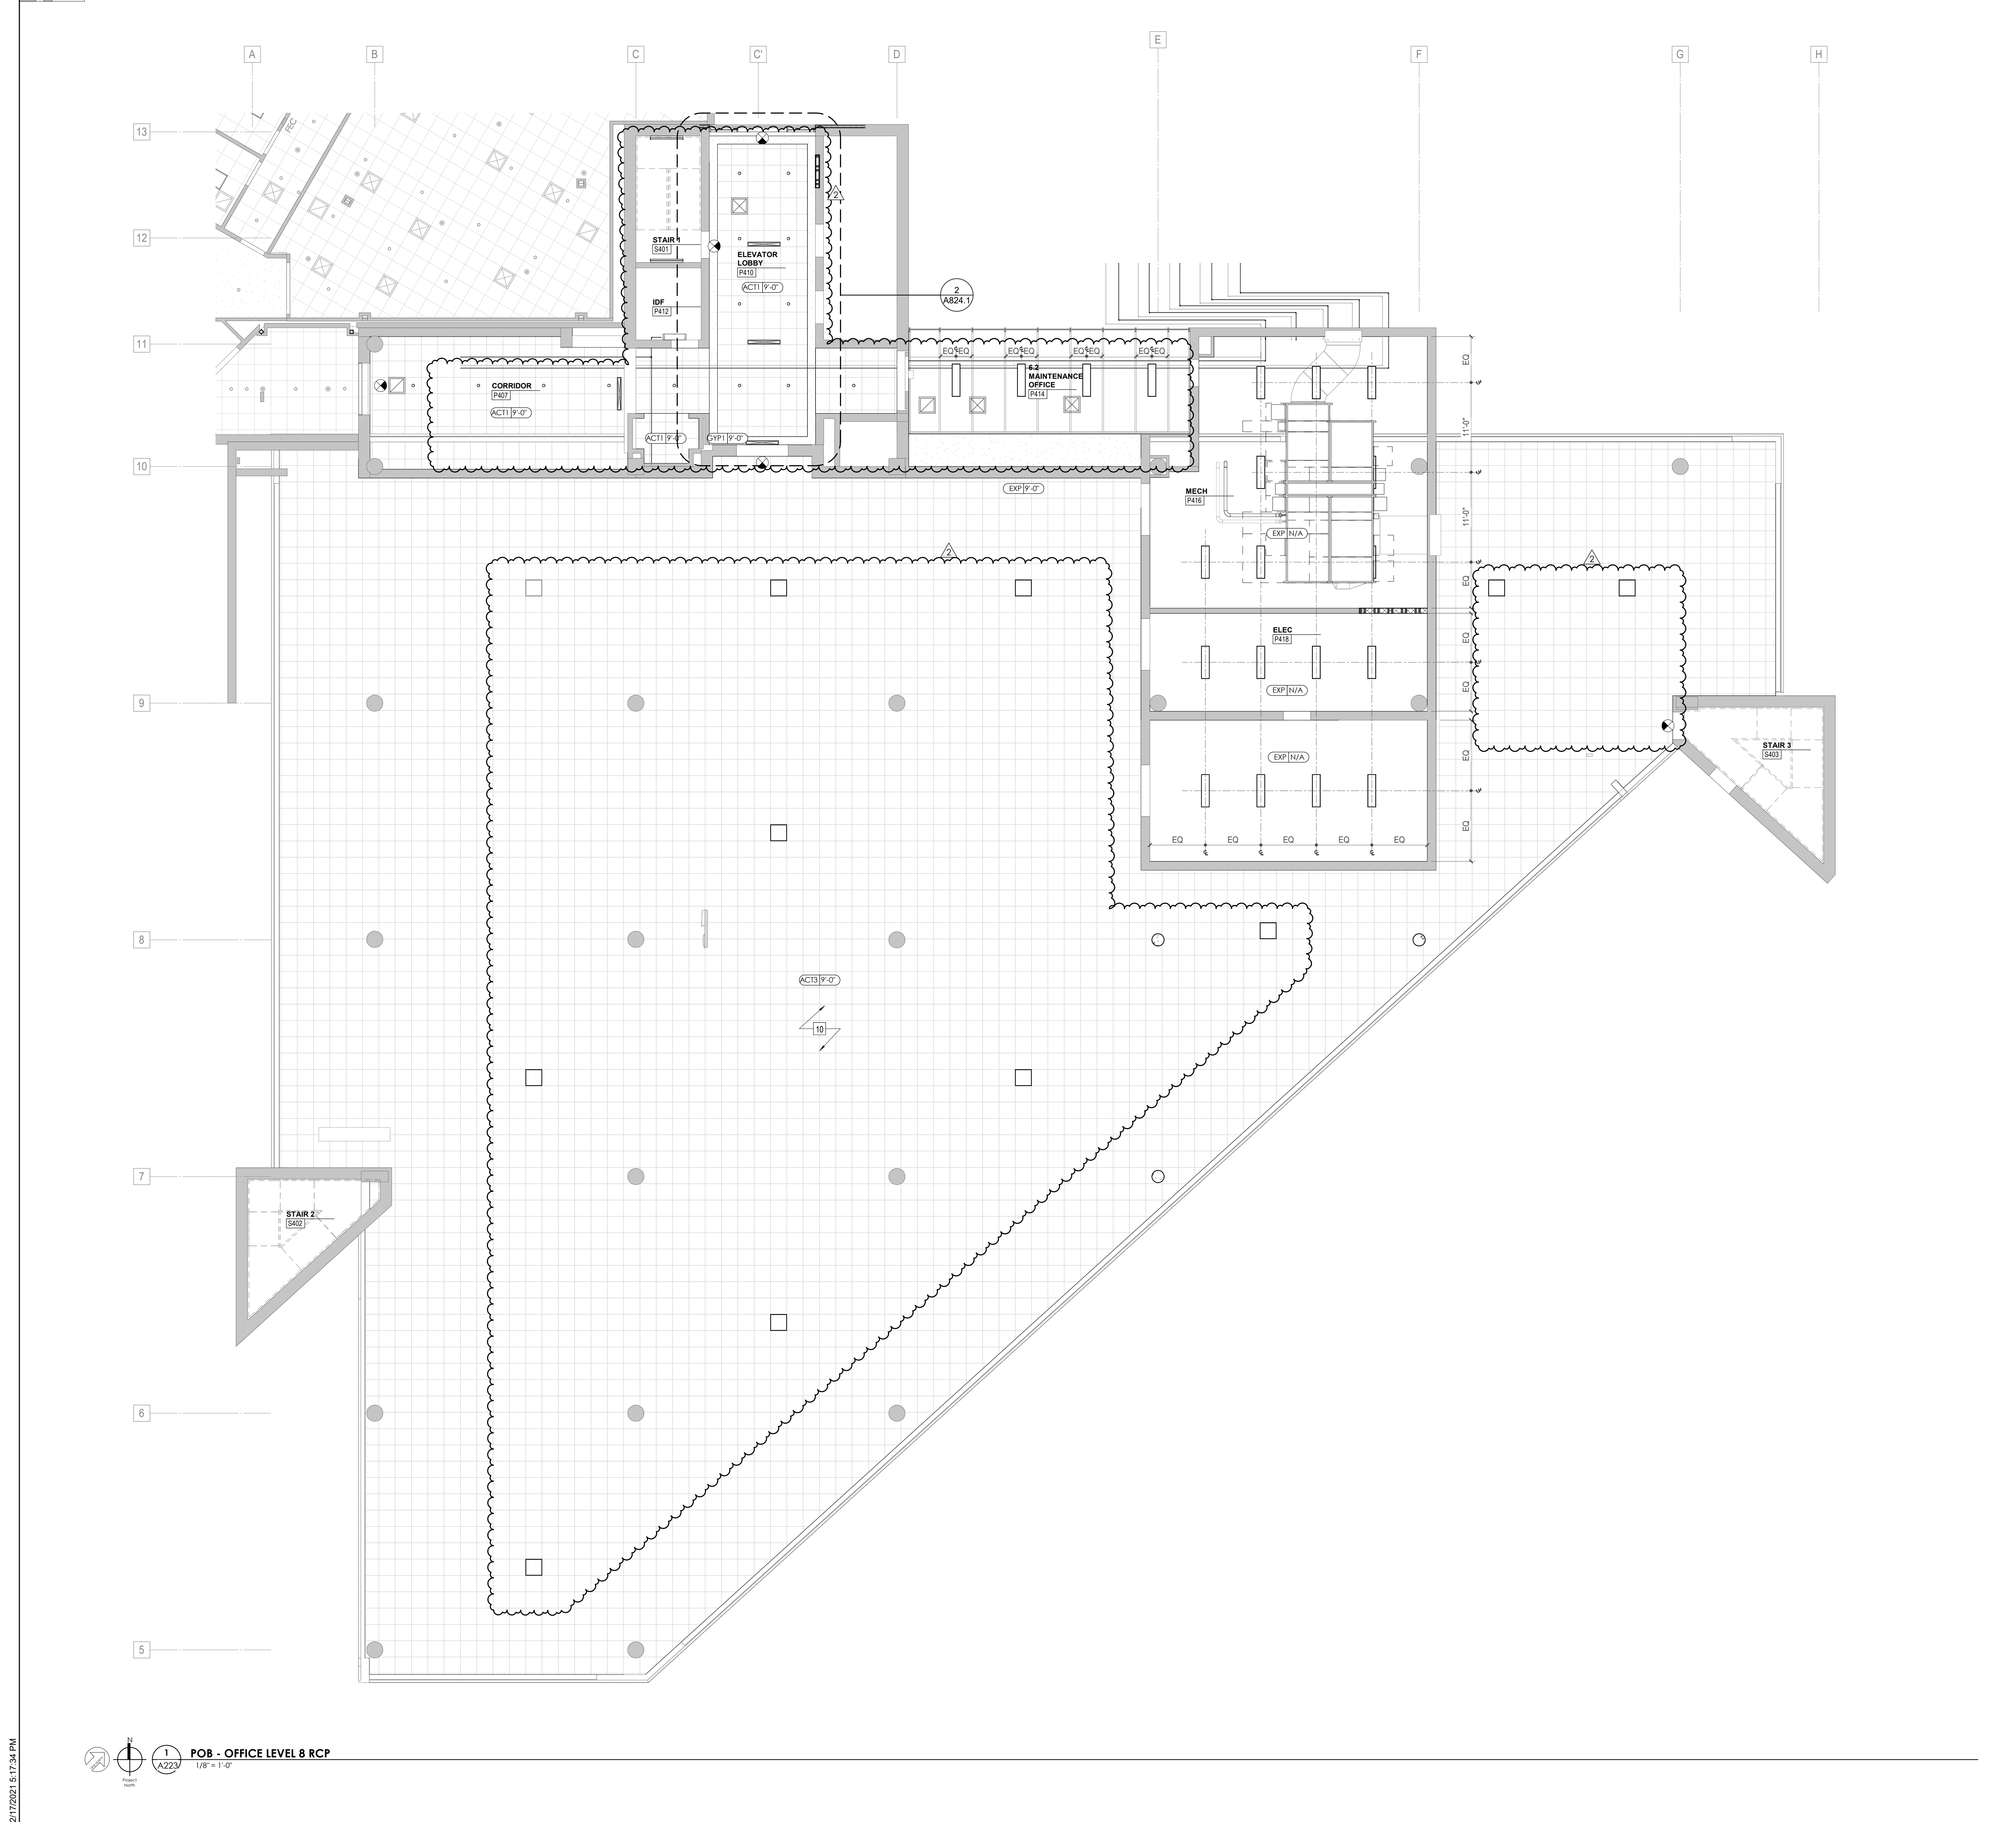 A
B
C
C'
D
E
F
G
H
13
12
11
10
9
8
7
6
5
FEC
STAIR 1
S401
ELEVATOR
LOBBY
P410
ACT1 9'-0"
IDF
P412
2
2
A824.1
CORRIDOR
P407
ACT1 9'-0"
ACT1 9'-0"
GYP1 9'-0"
EQ ℄ EQ
EQ ℄ EQ
EQ ℄ EQ
EQ ℄ EQ
6.2
MAINTENANCE
OFFICE
P414
EXP 9'-0"
MECH
P416
EXP N/A
EQ
℄
11'-0"
℄
11'-0"
℄
EQ
ELEC
P418
EXP N/A
EQ
℄
EQ
EXP N/A
EQ
℄
EQ
EQ EQ EQ EQ EQ
℄ ℄ ℄ ℄
2
2
STAIR 3
S403
ACT3 9'-0"
10
STAIR 2
S402
N
Project
North
1
A223
POB - OFFICE LEVEL 8 RCP
1/8" = 1'-0"
2/17/2021 5:17:34 PM